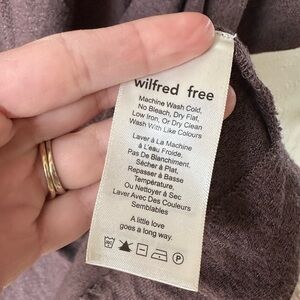 wilfred free
Machine Wash Cold,
No Bleach, Dry Flat,
Low Iron, Or Dry Clean
Wash With Like Colours
Laver à La Machine
à L'eau Froide,
Pas De Blanchiment,
Sécher à Plat,
Repasser à Basse
Température,
Ou Nettoyer à Sec
Laver Avec Des Couleurs
Semblables
A little love
goes a long way.
P